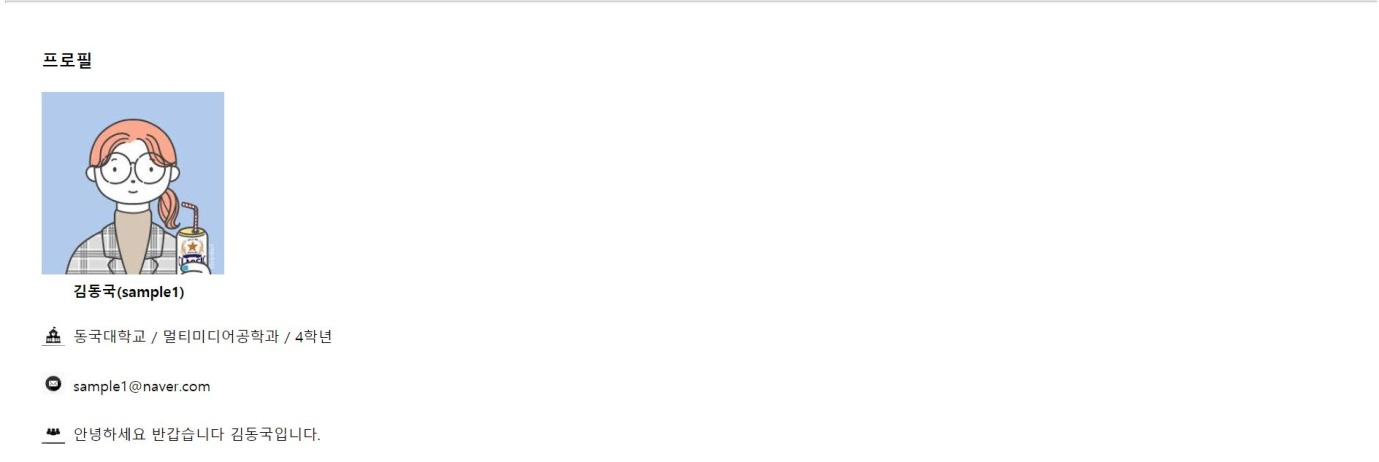 프로필
김동국(sample1)
동국대학교 / 멀티미디어공학과 / 4학년
sample1@naver.com
안녕하세요 반갑습니다 김동국입니다.